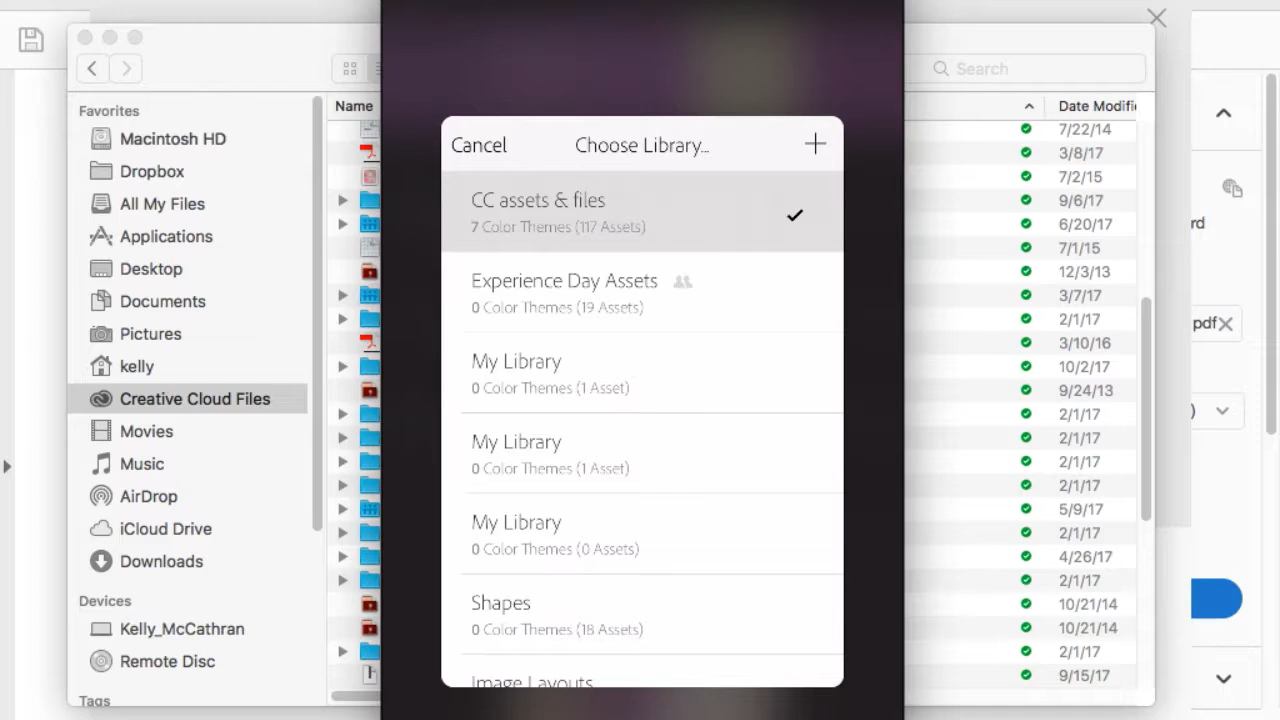 Search
Favorites
Macintosh HD
Dropbox
All My Files
Applications
Desktop
Documents
Pictures
kelly
Creative Cloud Files
Movies
Music
AirDrop
iCloud Drive
Downloads
Devices
Kelly_McCathran
Remote Disc
Tags
Name
Cancel
Choose Library...
CC assets & files
7 Color Themes (117 Assets)
Experience Day Assets
0 Color Themes (19 Assets)
My Library
0 Color Themes (1 Asset)
My Library
0 Color Themes (1 Asset)
My Library
0 Color Themes (0 Assets)
Shapes
0 Color Themes (18 Assets)
Image Layouts
Date Modifi
7/22/14
3/8/17
7/2/15
9/6/17
6/20/17
7/1/15
12/3/13
3/7/17
2/1/17
3/10/16
10/2/17
9/24/13
2/1/17
2/1/17
2/1/17
2/1/17
5/9/17
2/1/17
4/26/17
2/1/17
10/21/14
10/21/14
2/1/17
9/15/17
rd
pdf
)